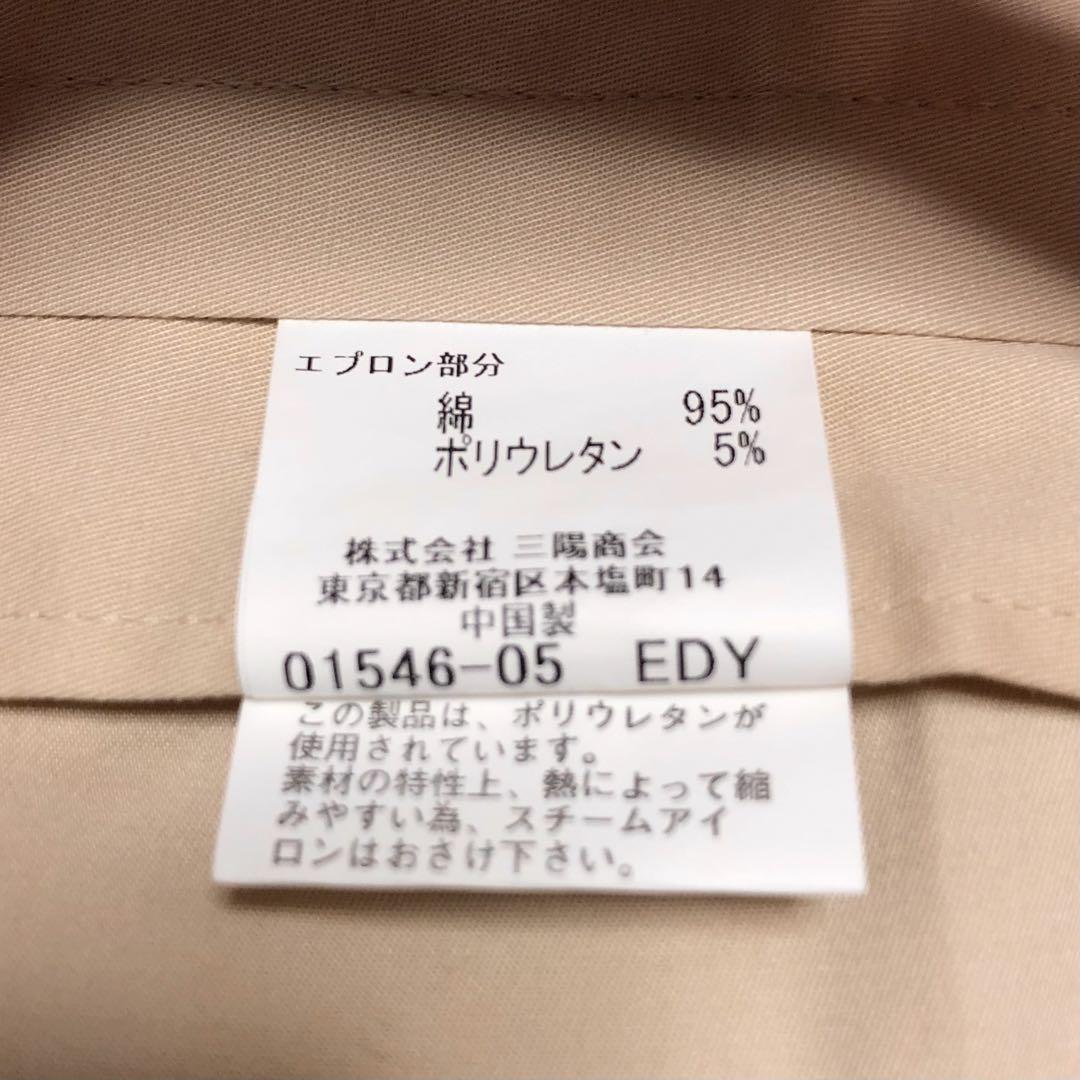 エプロン部分
綿 95%
ポリウレタン 5%
株式会社 三陽商会
東京都新宿区本塩町14
中国製
01546-05 EDY
この製品は、ポリウレタンが
使用されています。
素材の特性上、熱によって縮
みやすい為、スチームアイ
ロンはおさけ下さい。